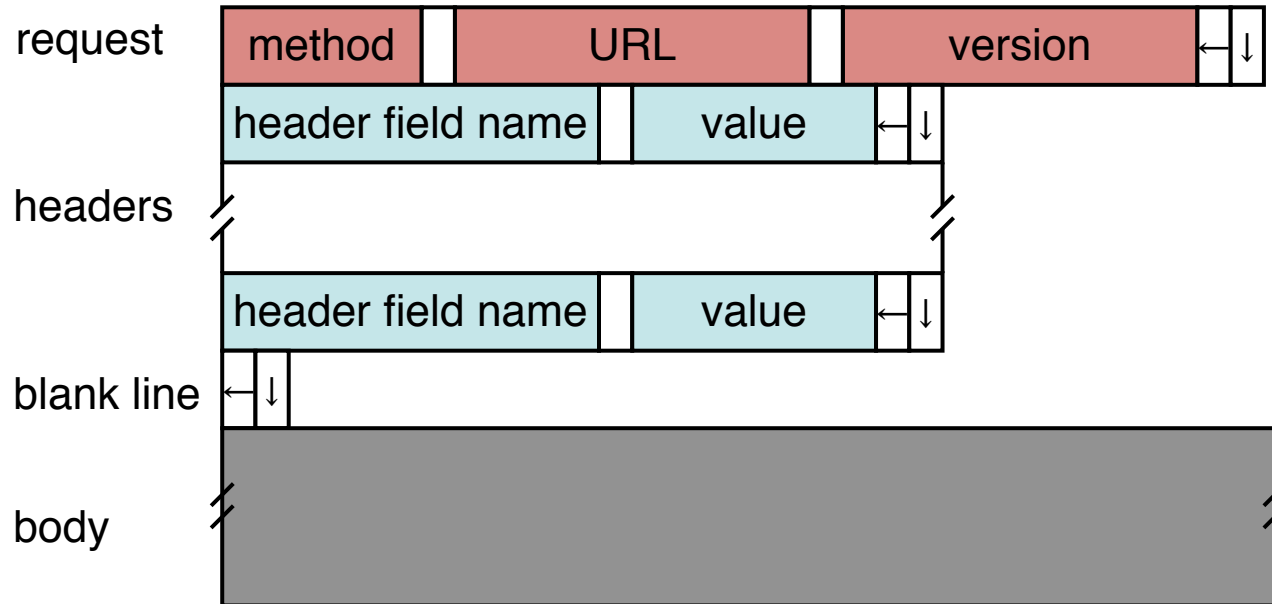 request method URL version ← ↓
header field name value ← ↓
headers
header field name value ← ↓
blank line ← ↓
body